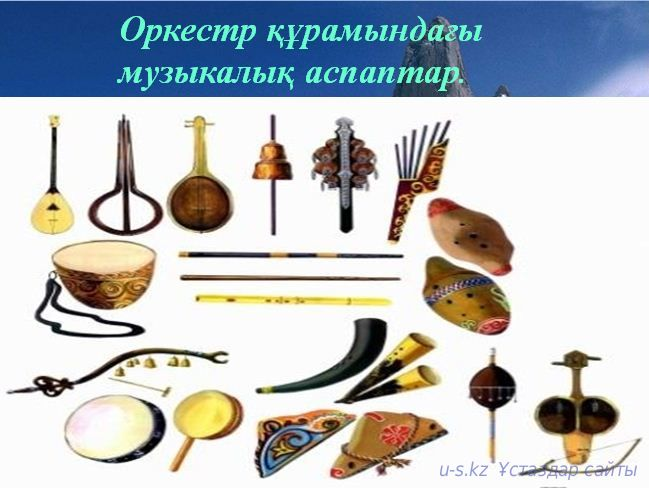 Оркестр құрамындағы
музыкалық аспаптар.
u-s.kz Ұстаздар сайты